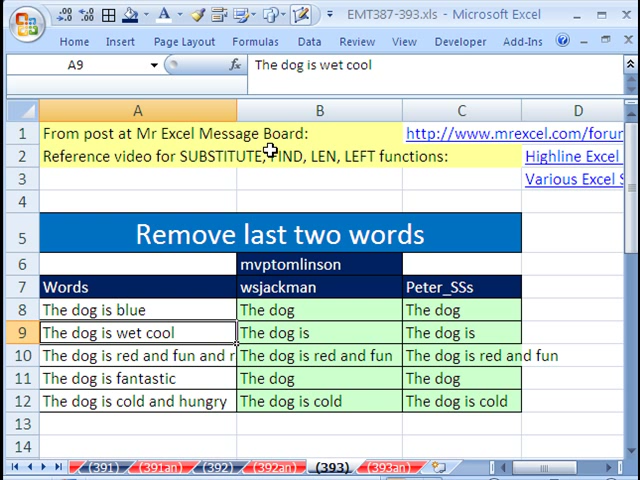 EMT387-393.xls - Microsoft Excel
Home Insert Formulas Data Review View Developer Add-Ins
A9 fx The dog is wet cool
A B C D
1 From post at Mr Excel Message Board: http://www.mrexcel.com/forum
2 Reference video for SUBSTITUTE, FIND, LEN, LEFT functions: Highline Excel
3 Various Excel S
4
5 Remove last two words
6 mvptomlinson
7 Words wsjackman Peter_SSs
8 The dog is blue The dog The dog
9 The dog is wet cool The dog is The dog is
10 The dog is red and fun and r The dog is red and fun The dog is red and fun
11 The dog is fantastic The dog The dog
12 The dog is cold and hungry The dog is cold The dog is cold
13
14
(391) (391an) (392) (392an) (393) (393an)